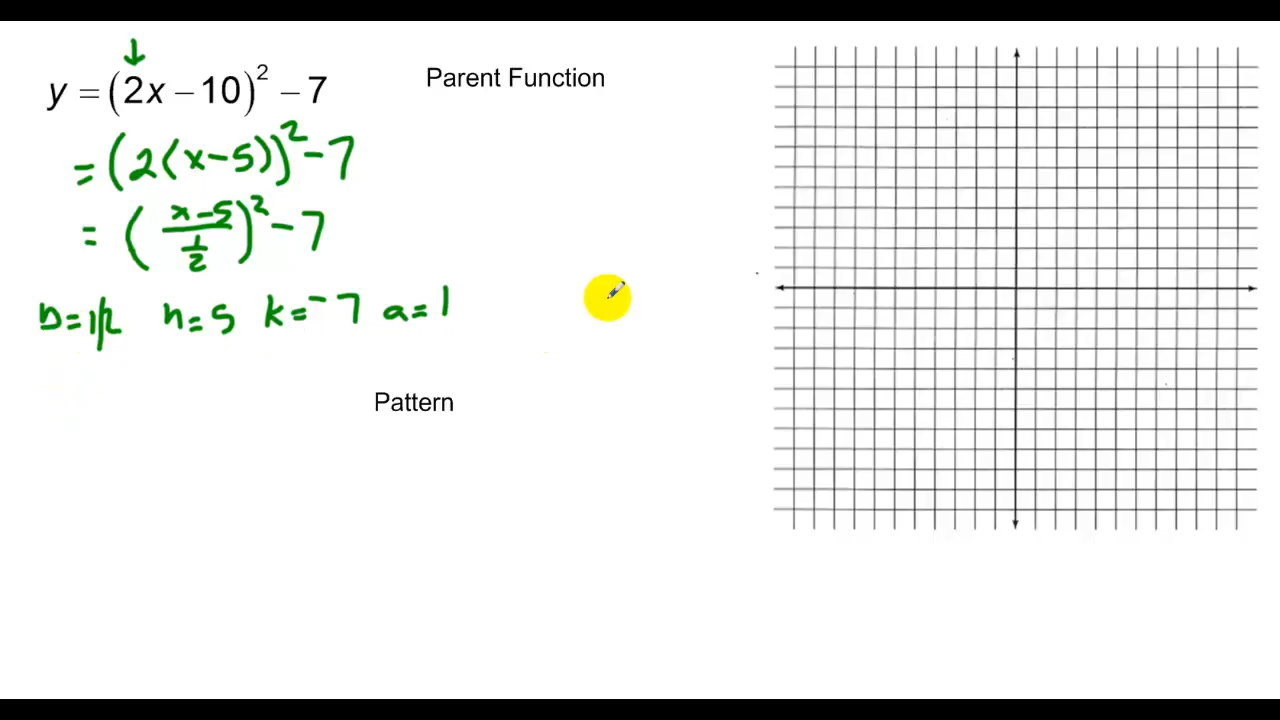 y = (2x – 10)² – 7
Parent Function
= (2(x-5))² - 7
= ((x-5)/(1/2))² - 7
b=1/2 h=5 k=-7 a=1
Pattern